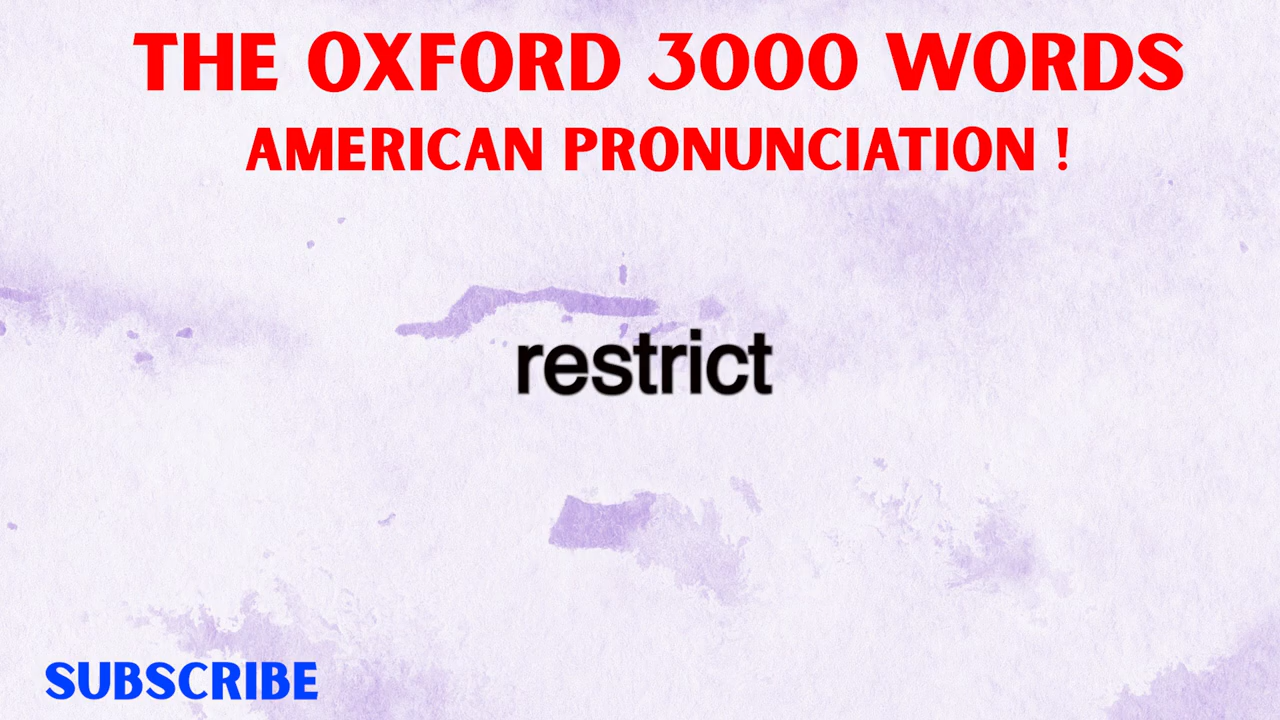 THE OXFORD 3000 WORDS
AMERICAN PRONUNCIATION !
restrict
SUBSCRIBE